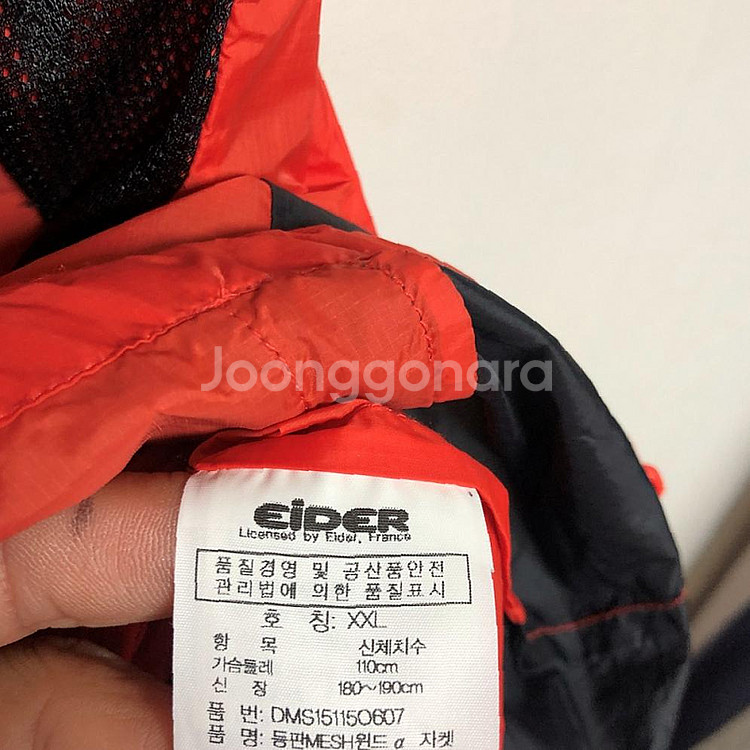 Joonggonara
EiDER
Licensed by Eider, France
품질경영 및 공산품안전
관리법에 의한 품질표시
호 칭: XXL
항 목 신체치수
가슴둘레 110cm
신 장 180~190cm
품 번: DMS15115O607
품 명: 등판MESH윈드 α 자켓